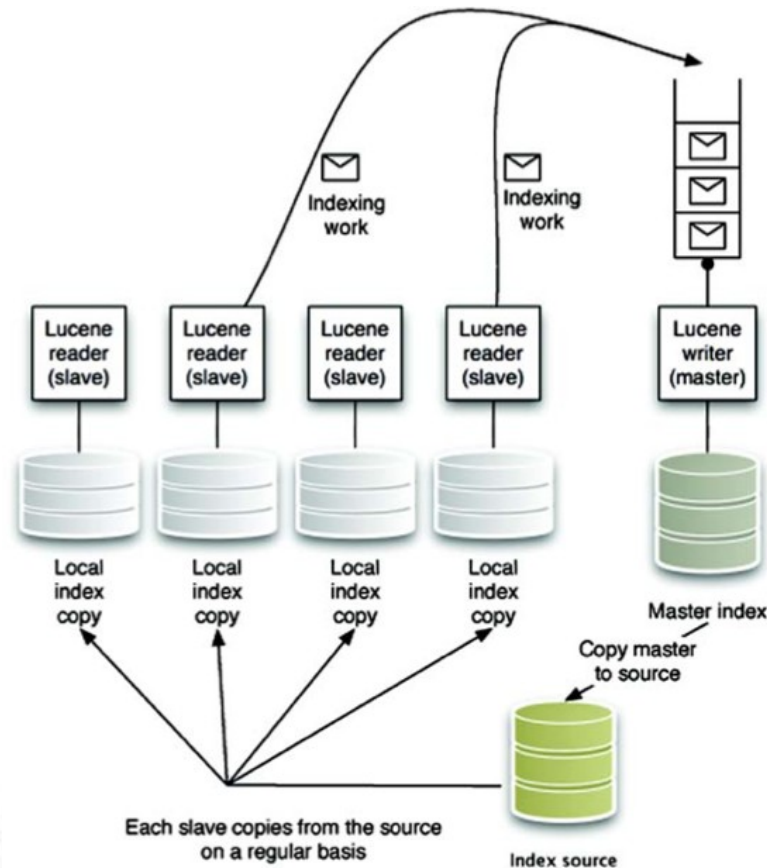 Indexing
work
Indexing
work
Lucene
reader
(slave)
Lucene
reader
(slave)
Lucene
reader
(slave)
Lucene
reader
(slave)
Lucene
writer
(master)
Local
index
copy
Local
index
copy
Local
index
copy
Local
index
copy
Master index
Copy master
to source
Each slave copies from the source
on a regular basis
Index source